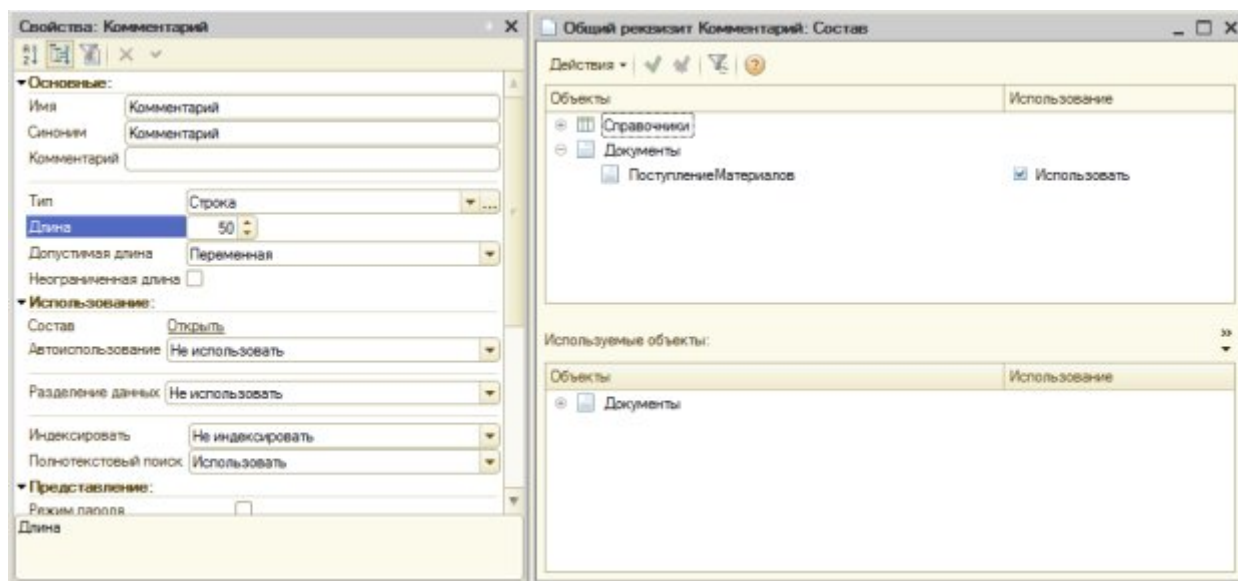 Свойства: Комментарий
Основные:
Имя Комментарий
Синоним Комментарий
Комментарий
Тип Строка
Длина 50
Допустимая длина Переменная
Неограниченная длина
Использование:
Состав Открыть
Автоиспользование Не использовать
Разделение данных Не использовать
Индексировать Не индексировать
Полнотекстовый поиск Использовать
Представление:
Режим пароля
Длина
Общий реквизит Комментарий: Состав
Действия
Объекты Использование
Справочники
Документы
ПоступлениеМатериалов Использовать
Используемые объекты:
Объекты Использование
Документы